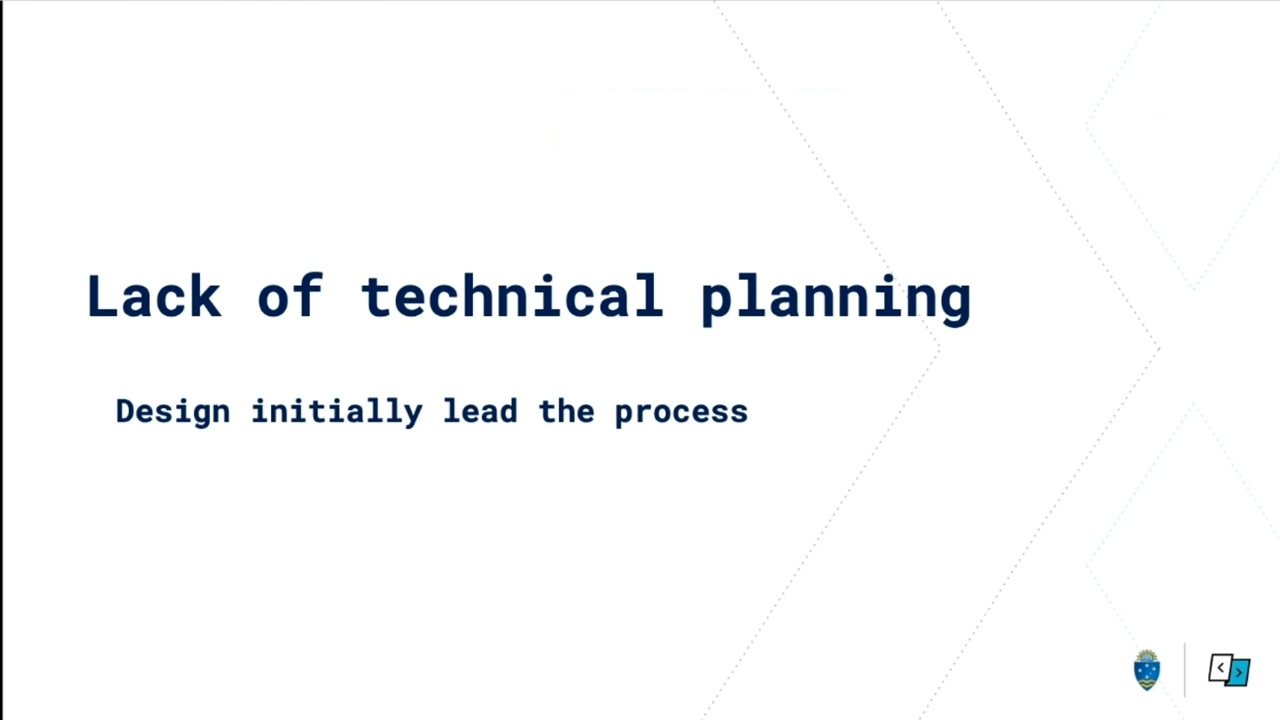 Lack of technical planning
Design initially lead the process